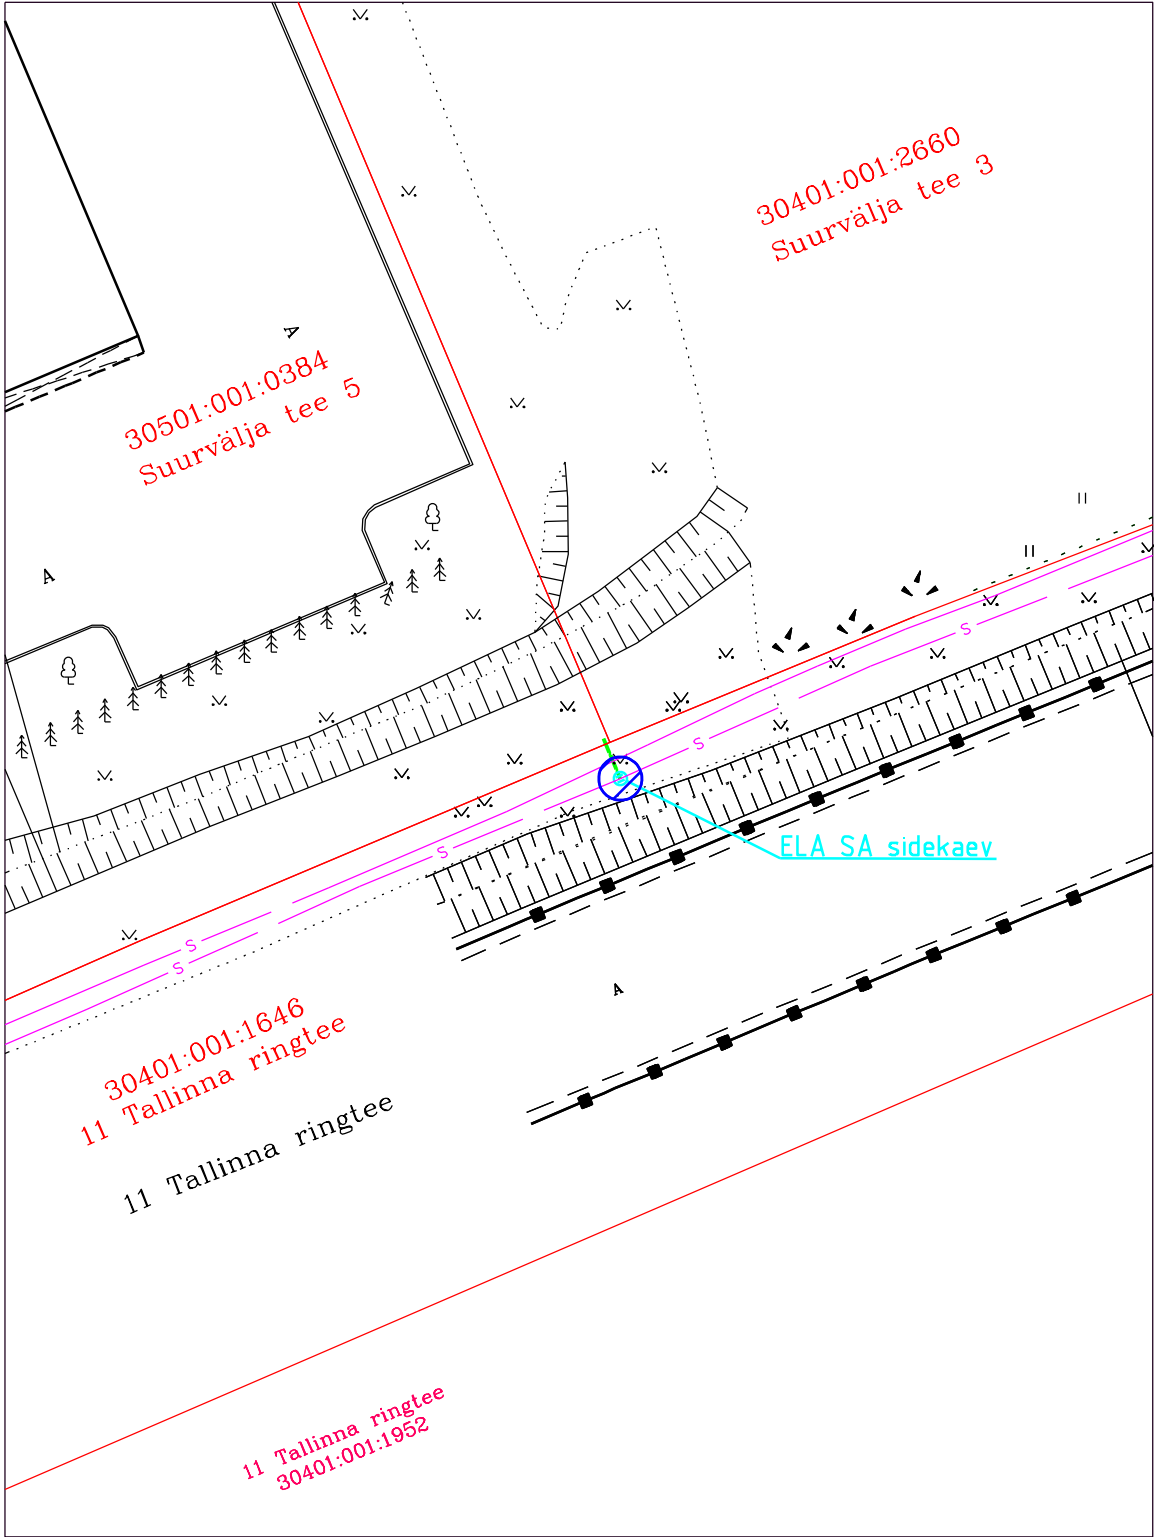 30401:001:2660
Suurvälja tee 3
A
30501:001:0384
Suurvälja tee 5
A
S
S
ELA SA sidekaev
S
S
S
A
30401:001:1646
11 Tallinna ringtee
11 Tallinna ringtee
11 Tallinna ringtee
30401:001:1952